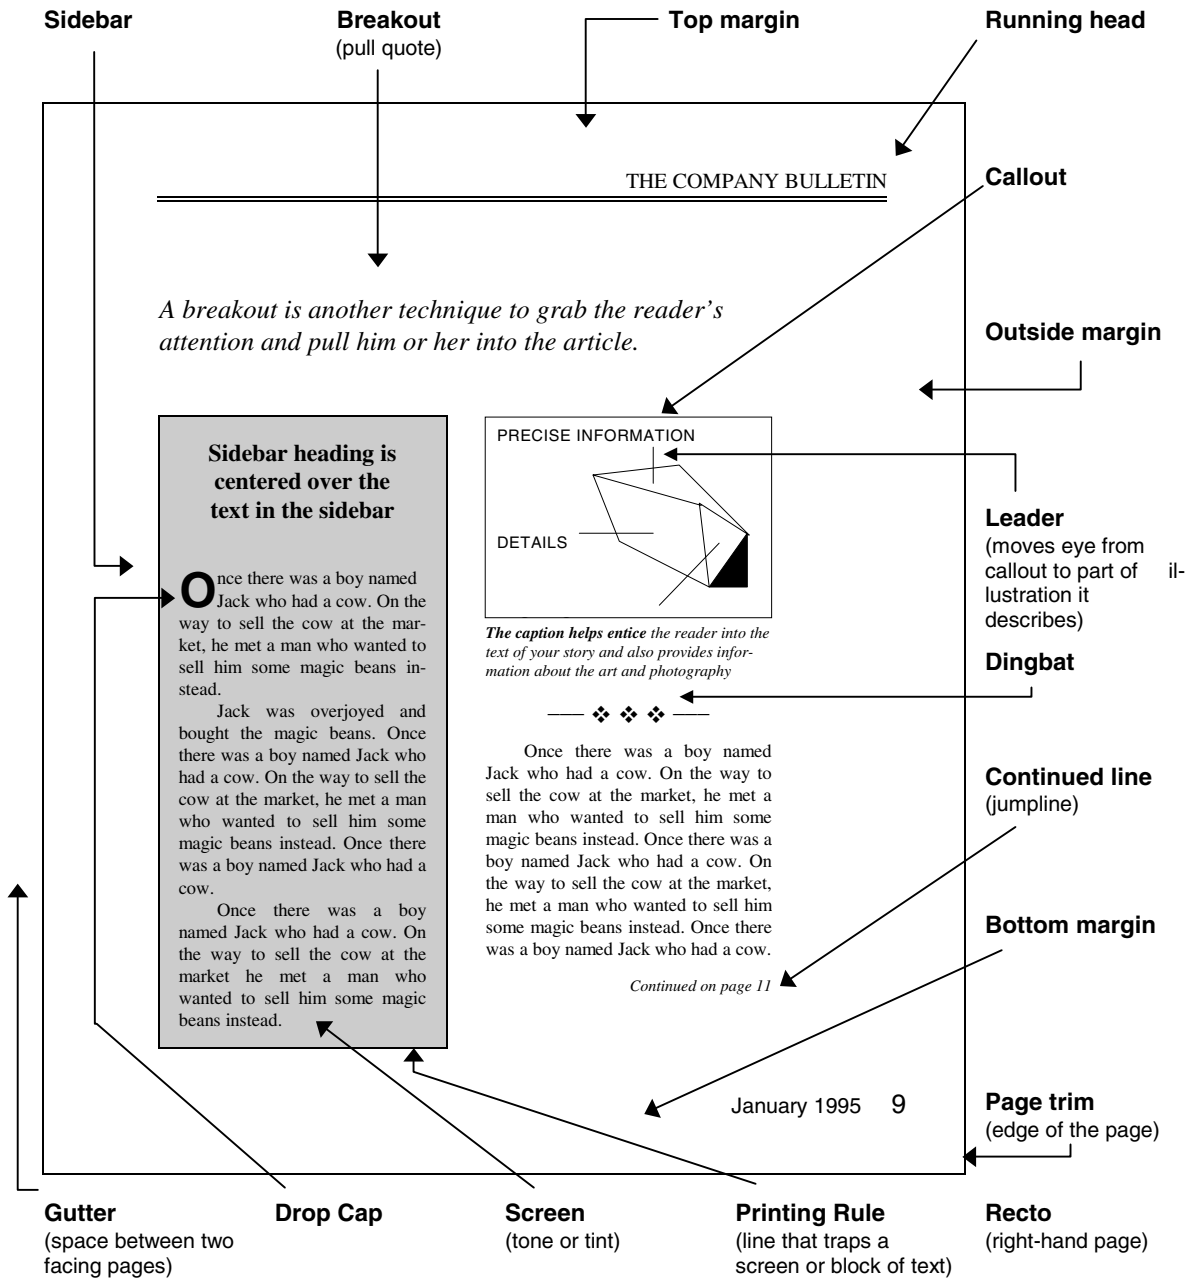 Sidebar
Breakout
(pull quote)
Top margin
Running head
THE COMPANY BULLETIN
Callout
A breakout is another technique to grab the reader's
attention and pull him or her into the article.
Outside margin
Sidebar heading is
centered over the
text in the sidebar
Once there was a boy named
Jack who had a cow. On the
way to sell the cow at the mar-
ket, he met a man who wanted to
sell him some magic beans in-
stead.
Jack was overjoyed and
bought the magic beans. Once
there was a boy named Jack who
had a cow. On the way to sell the
cow at the market, he met a man
who wanted to sell him some
magic beans instead. Once there
was a boy named Jack who had a
cow.
Once there was a boy
named Jack who had a cow. On
the way to sell the cow at the
market he met a man who
wanted to sell him some magic
beans instead.
PRECISE INFORMATION
DETAILS
The caption helps entice the reader into the
text of your story and also provides infor-
mation about the art and photography
❖ ❖ ❖
Once there was a boy named
Jack who had a cow. On the way to
sell the cow at the market, he met a
man who wanted to sell him some
magic beans instead. Once there was a
boy named Jack who had a cow. On
the way to sell the cow at the market,
he met a man who wanted to sell him
some magic beans instead. Once there
was a boy named Jack who had a cow.
Continued on page 11
Leader
(moves eye from
callout to part of il-
lustration it
describes)
Dingbat
Continued line
(jumpline)
Bottom margin
January 1995 9
Page trim
(edge of the page)
Gutter
(space between two
facing pages)
Drop Cap
Screen
(tone or tint)
Printing Rule
(line that traps a
screen or block of text)
Recto
(right-hand page)